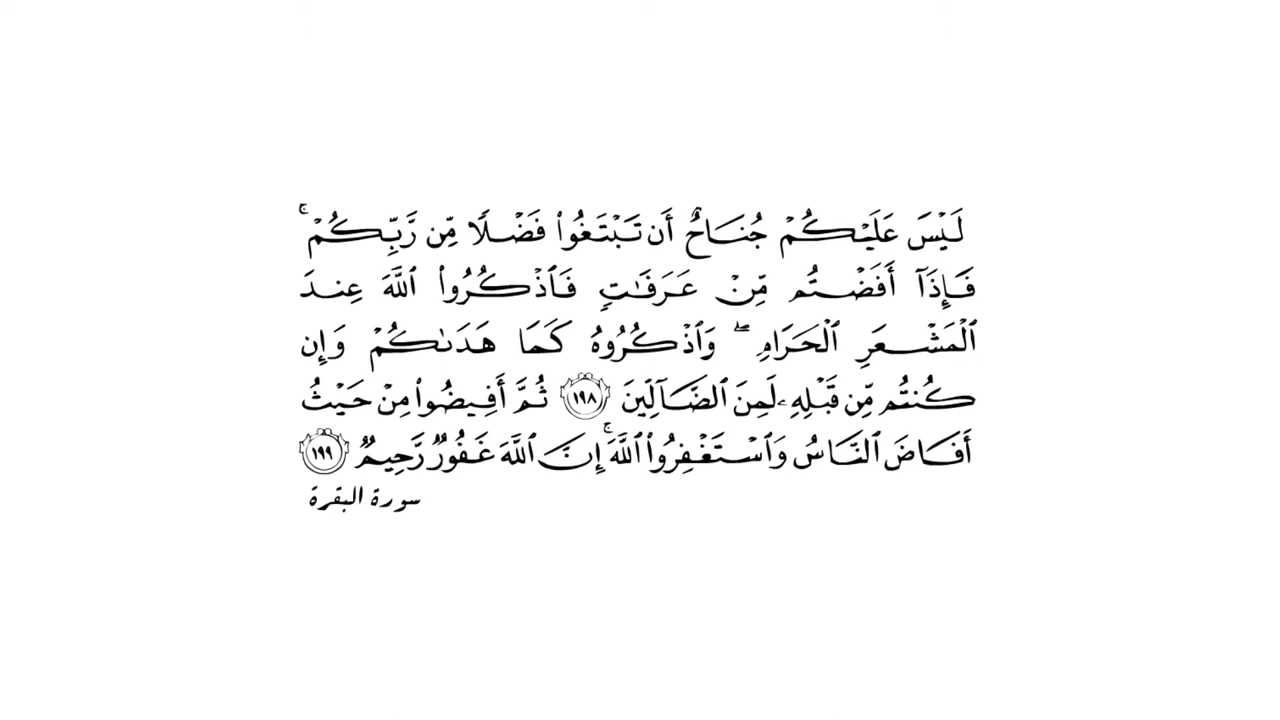 لَيْسَ عَلَيْكُمْ جُنَاحٌ أَن تَبْتَغُوا۟ فَضْلًا مِّن رَّبِّكُمْ ۚ
فَإِذَآ أَفَضْتُم مِّنْ عَرَفَـٰتٍ فَٱذْكُرُوا۟ ٱللَّهَ عِندَ
ٱلْمَشْعَرِ ٱلْحَرَامِ ۖ وَٱذْكُرُوهُ كَمَا هَدَىٰكُمْ وَإِن
كُنتُم مِّن قَبْلِهِۦ لَمِنَ ٱلضَّآلِّينَ ١٩٨ ثُمَّ أَفِيضُوا۟ مِنْ حَيْثُ
أَفَاضَ ٱلنَّاسُ وَٱسْتَغْفِرُوا۟ ٱللَّهَ ۚ إِنَّ ٱللَّهَ غَفُورٌ رَّحِيمٌ ١٩٩
سورة البقرة